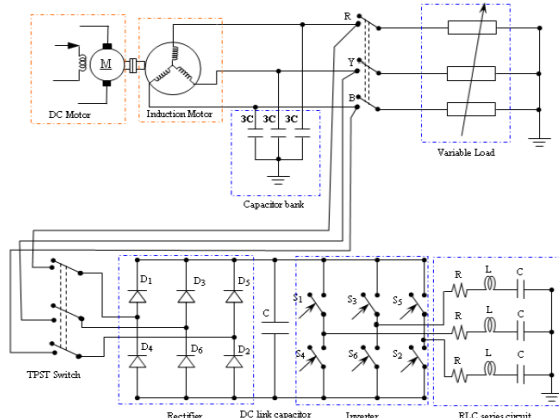 R
M
Y
DC Motor
Induction Motor
B
3C 3C 3C
Variable Load
Capacitor bank
D1 D3 D5
S1 S3 S5
R L C
C
R L C
D4 D6 D2
S4 S6 S2
R L C
TPST Switch
Rectifier
DC link capacitor
Inverter
RLC series circuit